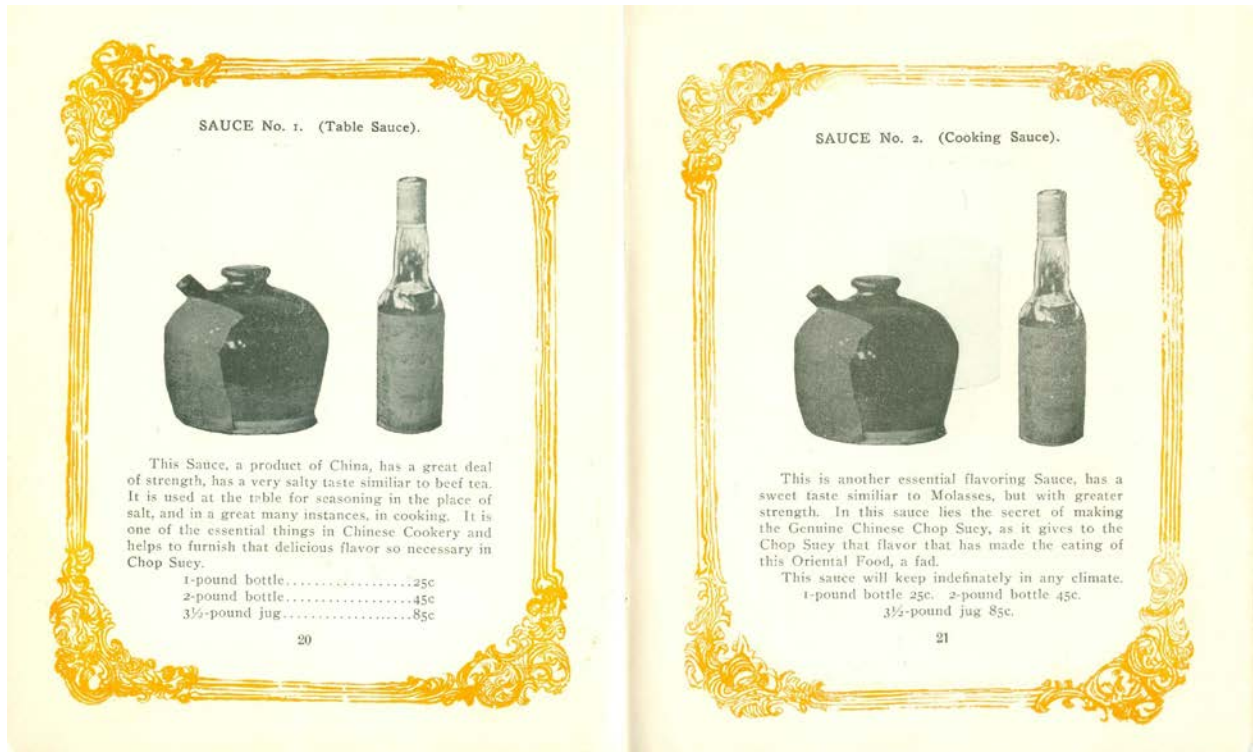 SAUCE No. 1. (Table Sauce).
This Sauce, a product of China, has a great deal
of strength, has a very salty taste similiar to beef tea.
It is used at the table for seasoning in the place of
salt, and in a great many instances, in cooking. It is
one of the essential things in Chinese Cookery and
helps to furnish that delicious flavor so necessary in
Chop Suey.
1-pound bottle..................25c
2-pound bottle..................45c
3½-pound jug..................85c
20
SAUCE No. 2. (Cooking Sauce).
This is another essential flavoring Sauce, has a
sweet taste similiar to Molasses, but with greater
strength. In this sauce lies the secret of making
the Genuine Chinese Chop Suey, as it gives to the
Chop Suey that flavor that has made the eating of
this Oriental Food, a fad.
This sauce will keep indefinately in any climate.
1-pound bottle 25c. 2-pound bottle 45c.
3½-pound jug 85c.
21